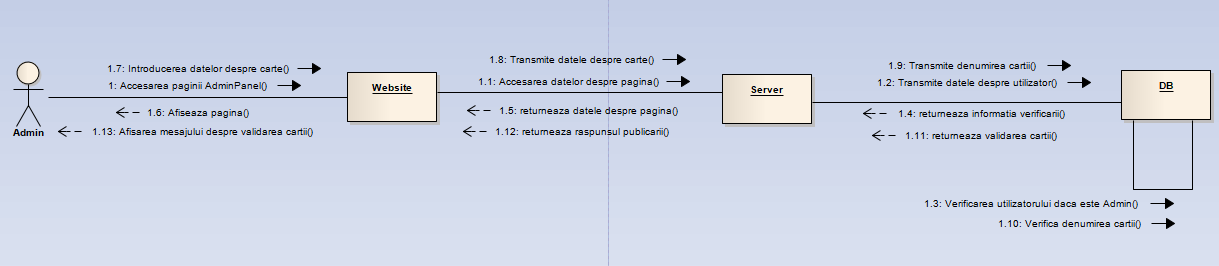 1.7: Introducerea datelor despre carte()
1: Accesarea paginii AdminPanel()
1.6: Afiseaza pagina()
Admin
1.13: Afisarea mesajului despre validarea cartii()
Website
1.8: Transmite datele despre carte()
1.1: Accesarea datelor despre pagina()
1.5: returneaza datele despre pagina()
1.12: returneaza raspunsul publicarii()
Server
1.9: Transmite denumirea cartii()
1.2: Transmite datele despre utilizator()
1.4: returneaza informatia verificarii()
1.11: returneaza validarea cartii()
DB
1.3: Verificarea utilizatorului daca este Admin()
1.10: Verifica denumirea cartii()